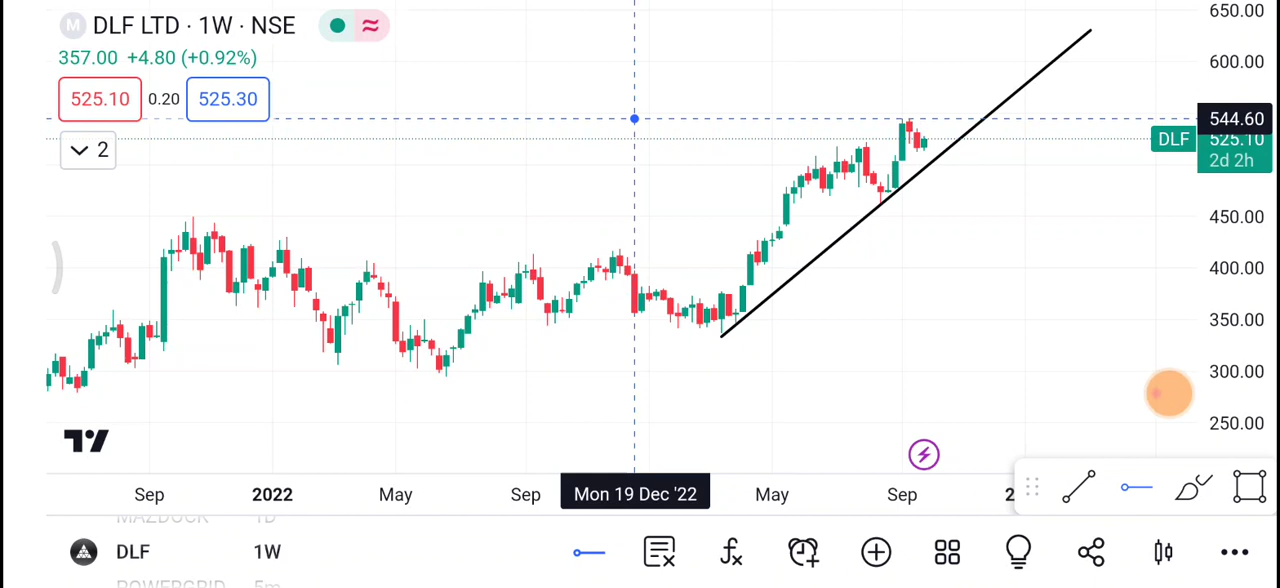 M DLF LTD · 1W · NSE
357.00 +4.80 (+0.92%)
525.10 0.20 525.30
2
650.00
600.00
544.60
DLF 525.10
2d 2h
450.00
400.00
350.00
300.00
250.00
Sep 2022 May Sep Mon 19 Dec '22 May Sep 2
MAZDOCK 1D
DLF 1W
POWERGRID 5m